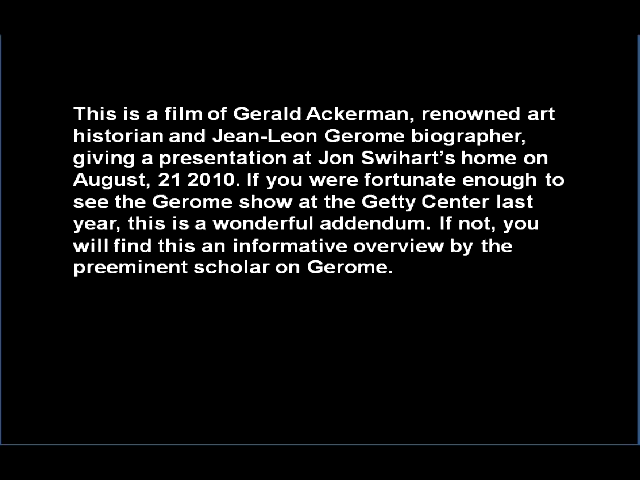 This is a film of Gerald Ackerman, renowned art
historian and Jean-Leon Gerome biographer,
giving a presentation at Jon Swihart’s home on
August, 21 2010. If you were fortunate enough to
see the Gerome show at the Getty Center last
year, this is a wonderful addendum. If not, you
will find this an informative overview by the
preeminent scholar on Gerome.